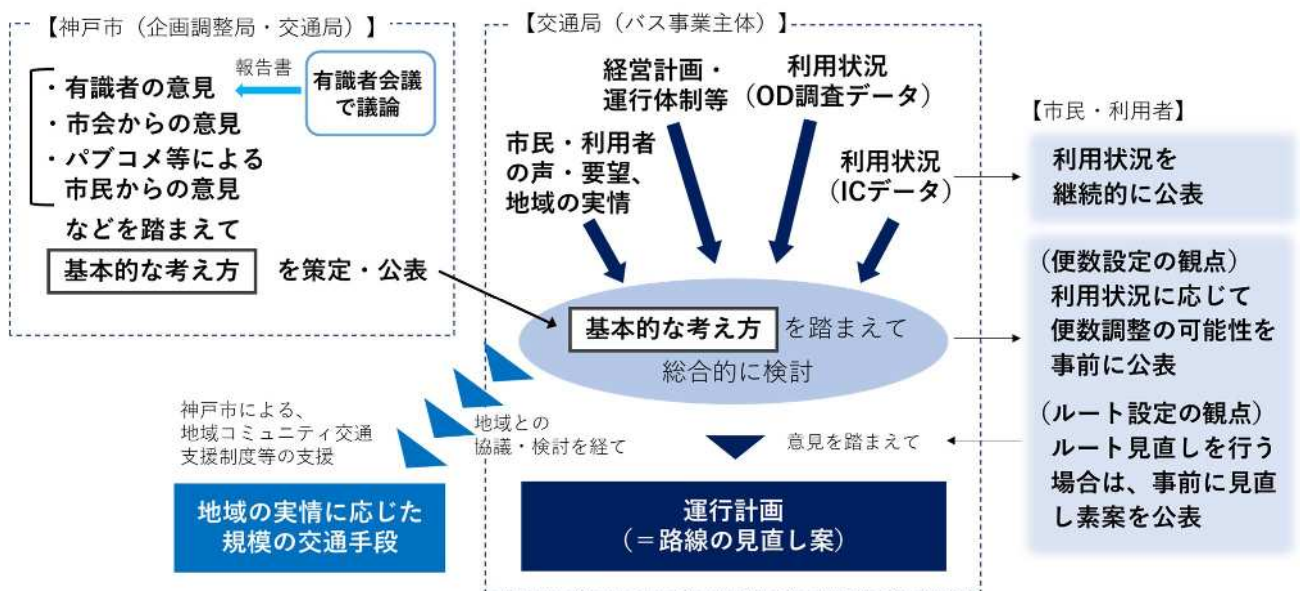 【神戸市（企画調整局・交通局）】
・有識者の意見
・市会からの意見
・パブコメ等による
市民からの意見
などを踏まえて
基本的な考え方 を策定・公表
報告書
有識者会議
で議論
【交通局（バス事業主体）】
市民・利用者
の声・要望、
地域の実情
経営計画・
運行体制等
利用状況
（OD調査データ）
利用状況
（ICデータ）
基本的な考え方 を踏まえて
総合的に検討
意見を踏まえて
運行計画
（＝路線の見直し案）
地域との
協議・検討を経て
神戸市による、
地域コミュニティ交通
支援制度等の支援
地域の実情に応じた
規模の交通手段
【市民・利用者】
利用状況を
継続的に公表
（便数設定の観点）
利用状況に応じて
便数調整の可能性を
事前に公表
（ルート設定の観点）
ルート見直しを行う
場合は、事前に見直
し素案を公表